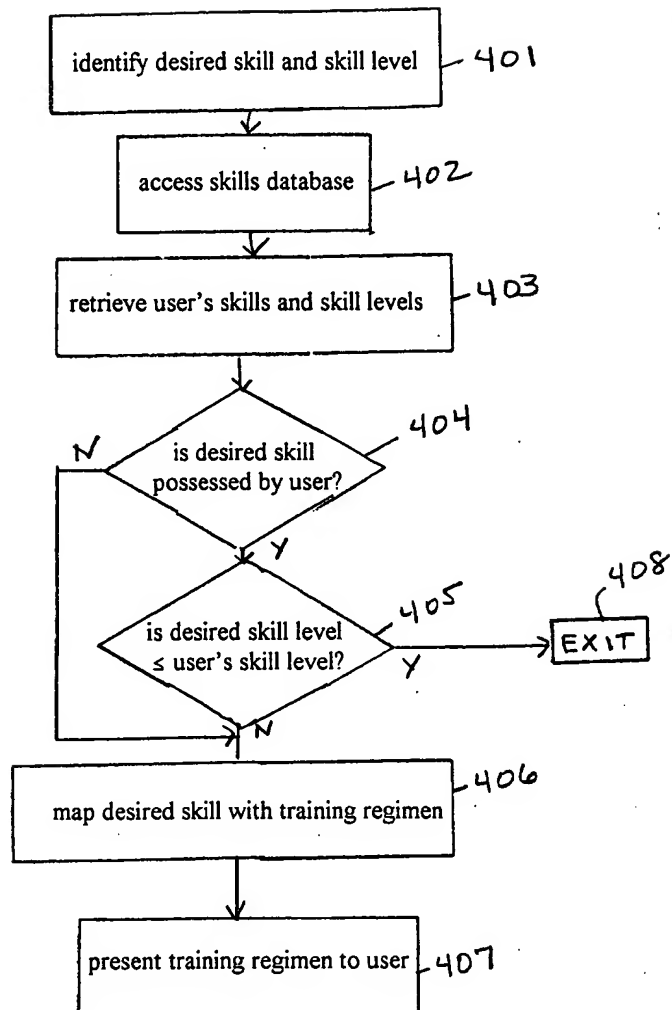 identify desired skill and skill level
401
access skills database
402
retrieve user's skills and skill levels
403
N
is desired skill
possessed by user?
404
Y
is desired skill level
≤ user's skill level?
405
Y
408
EXIT
N
map desired skill with training regimen
406
present training regimen to user
407